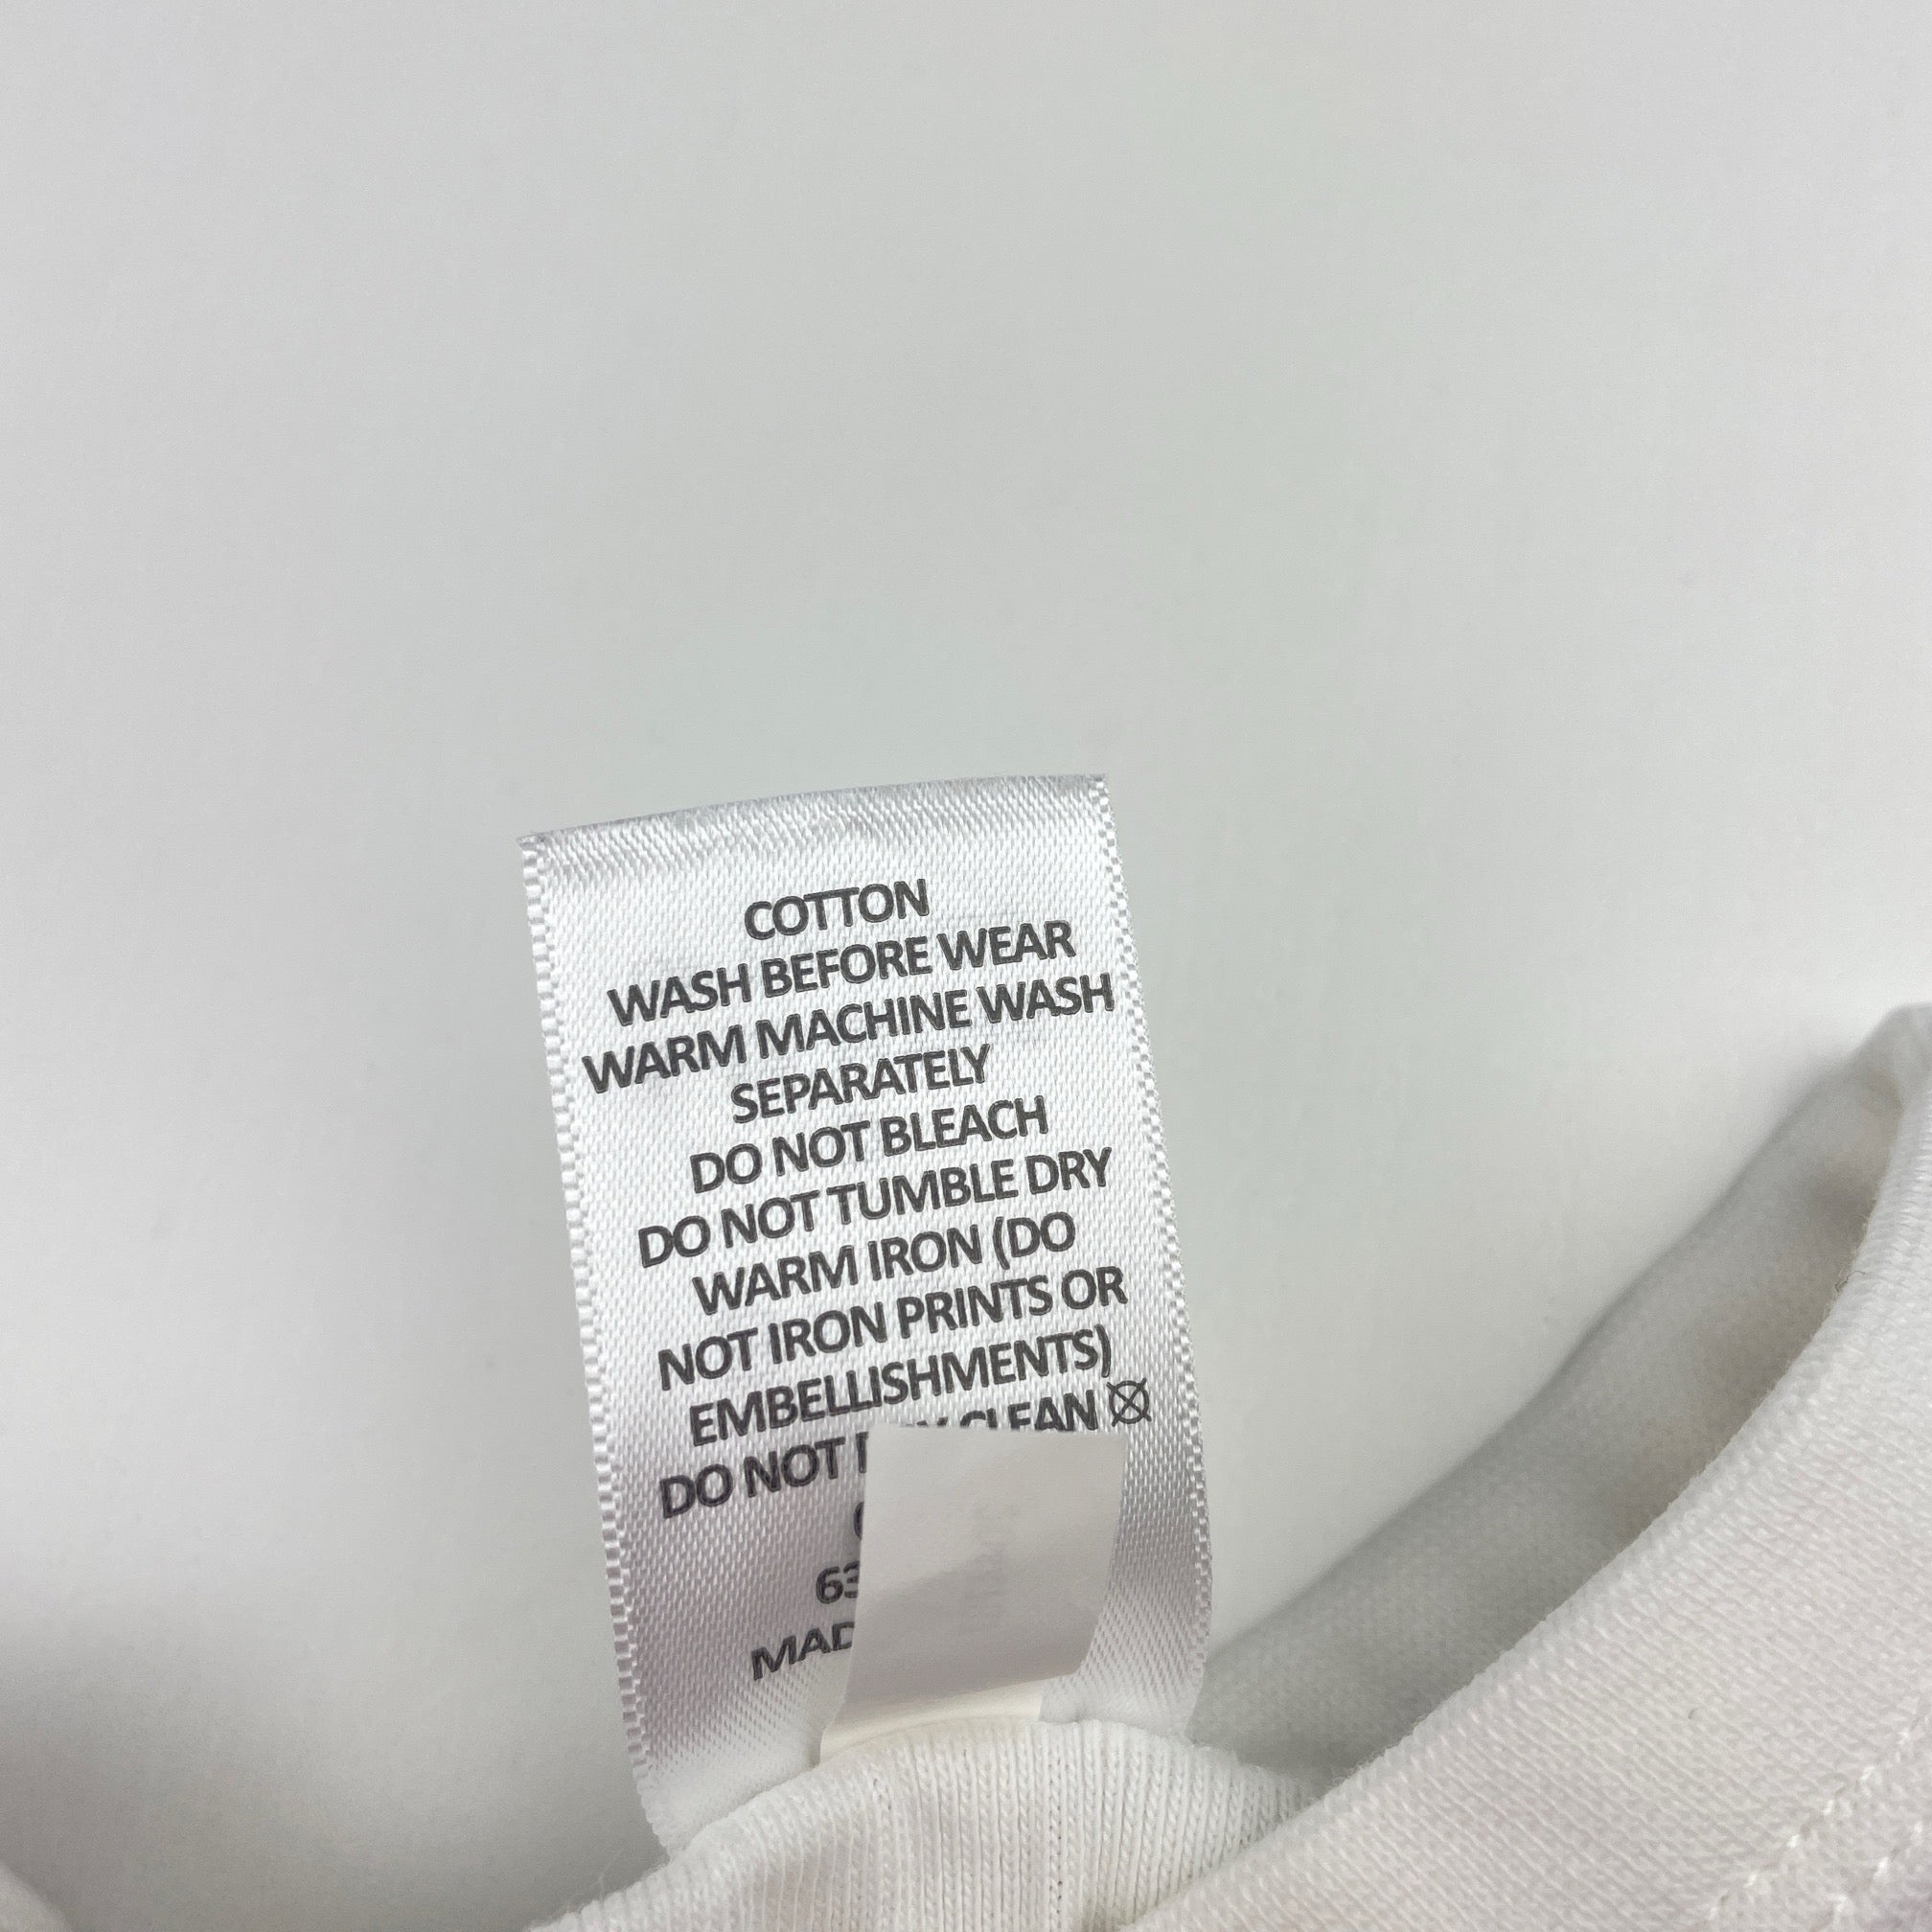 COTTON
WASH BEFORE WEAR
WARM MACHINE WASH
SEPARATELY
DO NOT BLEACH
DO NOT TUMBLE DRY
WARM IRON (DO
NOT IRON PRINTS OR
EMBELLISHMENTS)
DO NOT CLEAN